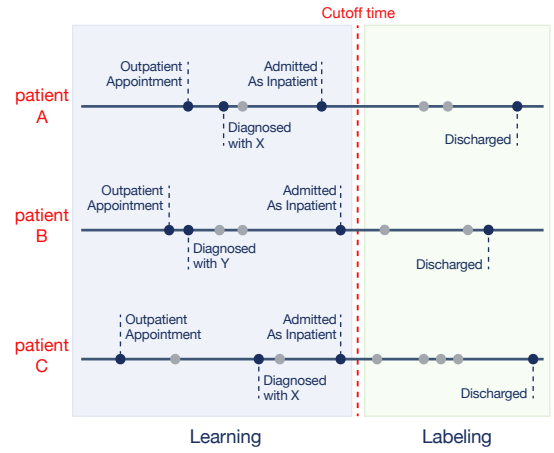 Cutoff time
Outpatient
Appointment
Admitted
As Inpatient
patient
A
Diagnosed
with X
Discharged
Outpatient
Appointment
Admitted
As Inpatient
patient
B
Diagnosed
with Y
Discharged
Outpatient
Appointment
Admitted
As Inpatient
patient
C
Diagnosed
with X
Discharged
Learning
Labeling